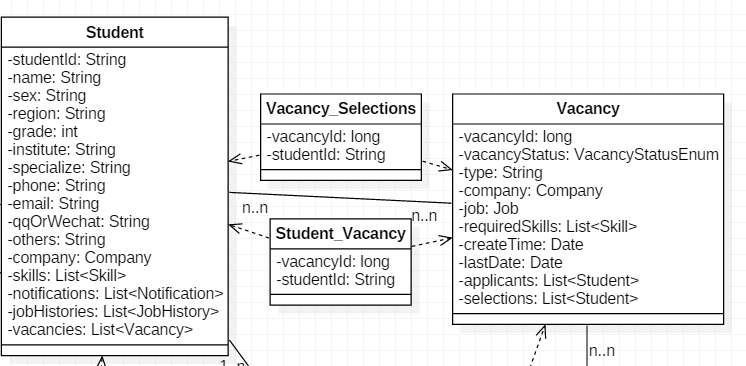 Student
-studentId: String
-name: String
-sex: String
-region: String
-grade: int
-institute: String
-specialize: String
-phone: String
-email: String
-qqOrWechat: String
-others: String
-company: Company
-skills: List<Skill>
-notifications: List<Notification>
-jobHistories: List<JobHistory>
-vacancies: List<Vacancy>
Vacancy_Selections
-vacancyId: long
-studentId: String
n..n
n..n
Student_Vacancy
-vacancyId: long
-studentId: String
Vacancy
-vacancyId: long
-vacancyStatus: VacancyStatusEnum
-type: String
-company: Company
-job: Job
-requiredSkills: List<Skill>
-createTime: Date
-lastDate: Date
-applicants: List<Student>
-selections: List<Student>
n..n